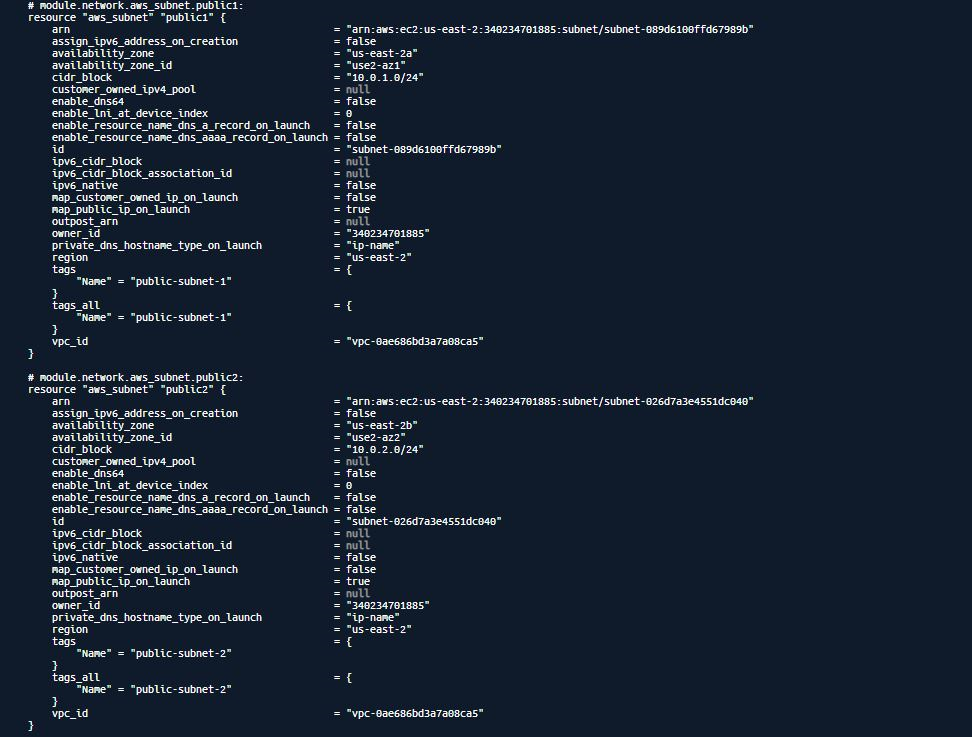 # module.network.aws_subnet.public1:
resource "aws_subnet" "public1" {
    arn                                            = "arn:aws:ec2:us-east-2:340234701885:subnet/subnet-089d6100ffd67989b"
    assign_ipv6_address_on_creation                = false
    availability_zone                              = "us-east-2a"
    availability_zone_id                           = "use2-az1"
    cidr_block                                     = "10.0.1.0/24"
    customer_owned_ipv4_pool                       = null
    enable_dns64                                   = false
    enable_lni_at_device_index                     = 0
    enable_resource_name_dns_a_record_on_launch    = false
    enable_resource_name_dns_aaaa_record_on_launch = false
    id                                             = "subnet-089d6100ffd67989b"
    ipv6_cidr_block                                = null
    ipv6_cidr_block_association_id                 = null
    ipv6_native                                    = false
    map_customer_owned_ip_on_launch                = false
    map_public_ip_on_launch                        = true
    outpost_arn                                    = null
    owner_id                                       = "340234701885"
    private_dns_hostname_type_on_launch            = "ip-name"
    region                                         = "us-east-2"
    tags                                           = {
        "Name" = "public-subnet-1"
    }
    tags_all                                       = {
        "Name" = "public-subnet-1"
    }
    vpc_id                                         = "vpc-0ae686bd3a7a08ca5"
}

# module.network.aws_subnet.public2:
resource "aws_subnet" "public2" {
    arn                                            = "arn:aws:ec2:us-east-2:340234701885:subnet/subnet-026d7a3e4551dc040"
    assign_ipv6_address_on_creation                = false
    availability_zone                              = "us-east-2b"
    availability_zone_id                           = "use2-az2"
    cidr_block                                     = "10.0.2.0/24"
    customer_owned_ipv4_pool                       = null
    enable_dns64                                   = false
    enable_lni_at_device_index                     = 0
    enable_resource_name_dns_a_record_on_launch    = false
    enable_resource_name_dns_aaaa_record_on_launch = false
    id                                             = "subnet-026d7a3e4551dc040"
    ipv6_cidr_block                                = null
    ipv6_cidr_block_association_id                 = null
    ipv6_native                                    = false
    map_customer_owned_ip_on_launch                = false
    map_public_ip_on_launch                        = true
    outpost_arn                                    = null
    owner_id                                       = "340234701885"
    private_dns_hostname_type_on_launch            = "ip-name"
    region                                         = "us-east-2"
    tags                                           = {
        "Name" = "public-subnet-2"
    }
    tags_all                                       = {
        "Name" = "public-subnet-2"
    }
    vpc_id                                         = "vpc-0ae686bd3a7a08ca5"
}